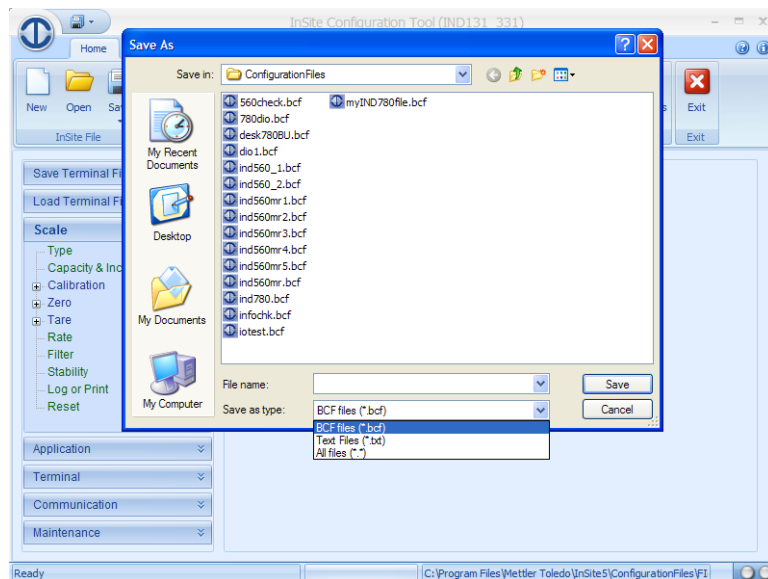 InSite Configuration Tool (IND131_331)
Home
New
Open
InSite File
Exit
Exit
Save As
Save in:
ConfigurationFiles
My Recent Documents
Desktop
My Documents
My Computer
560check.bcf
780dio.bcf
desk780BU.bcf
dio1.bcf
ind560_1.bcf
ind560_2.bcf
ind560mr1.bcf
ind560mr2.bcf
ind560mr3.bcf
ind560mr4.bcf
ind560mr5.bcf
ind560mr.bcf
ind780.bcf
infochk.bcf
iotest.bcf
myIND780file.bcf
File name:
Save
Save as type:
BCF files (*.bcf)
Cancel
BCF files (*.bcf)
Text Files (*.txt)
All files (*.*)
Save Terminal Fi
Load Terminal Fi
Scale
Type
Capacity & Inc
Calibration
Zero
Tare
Rate
Filter
Stability
Log or Print
Reset
Application
Terminal
Communication
Maintenance
Ready
C:\Program Files\Mettler Toledo\InSite5\ConfigurationFiles\FI